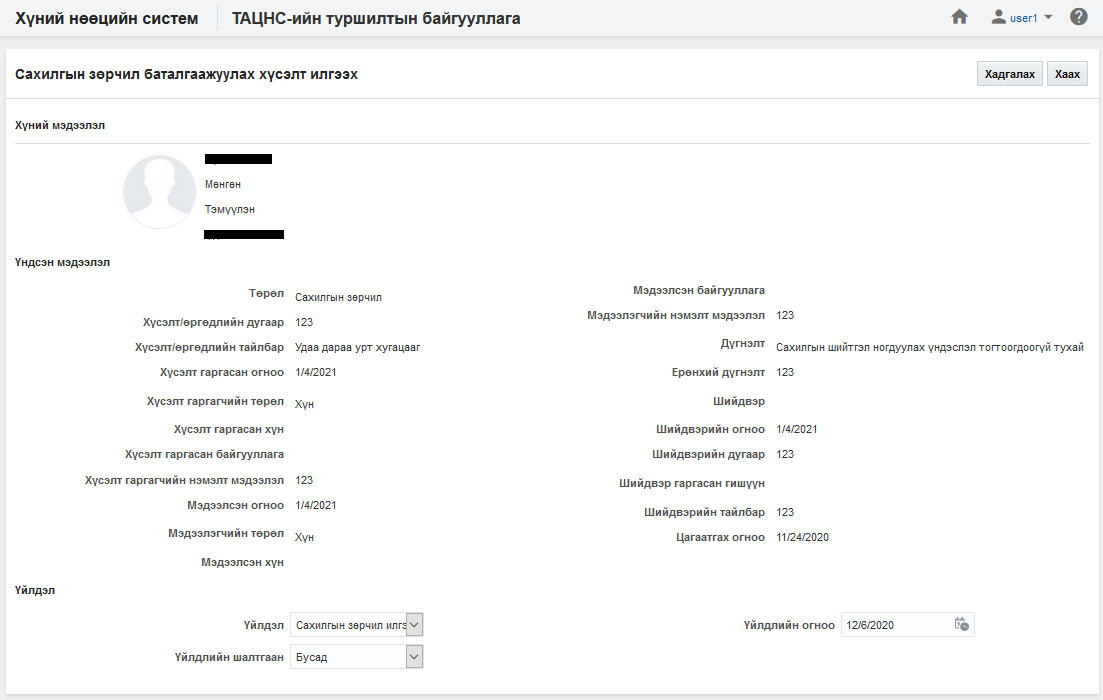 Хүний нөөцийн систем
ТАЦНС-ийн туршилтын байгууллага
user1
Сахилгын зөрчил баталгаажуулах хүсэлт илгээх
Хадгалах
Хаах
Хүний мэдээлэл
Мөнгөн
Тэмүүлэн
Үндсэн мэдээлэл
Төрөл Сахилгын зөрчил
Хүсэлт/өргөдлийн дугаар 123
Хүсэлт/өргөдлийн тайлбар Удаа дараа урт хугацааг
Хүсэлт гаргасан огноо 1/4/2021
Хүсэлт гаргагчийн төрөл Хүн
Хүсэлт гаргасан хүн
Хүсэлт гаргасан байгууллага
Хүсэлт гаргагчийн нэмэлт мэдээлэл 123
Мэдээлсэн огноо 1/4/2021
Мэдээлэгчийн төрөл Хүн
Мэдээлсэн хүн
Мэдээлсэн байгууллага
Мэдээлэгчийн нэмэлт мэдээлэл 123
Дүгнэлт Сахилгын шийтгэл ногдуулах үндэслэл тогтоогдоогүй тухай
Ерөнхий дүгнэлт 123
Шийдвэр
Шийдвэрийн огноо 1/4/2021
Шийдвэрийн дугаар 123
Шийдвэр гаргасан гишүүн
Шийдвэрийн тайлбар 123
Цагаатгах огноо 11/24/2020
Үйлдэл
Үйлдэл Сахилгын зөрчил илгэ
Үйлдлийн огноо 12/6/2020
Үйлдлийн шалтгаан Бусад